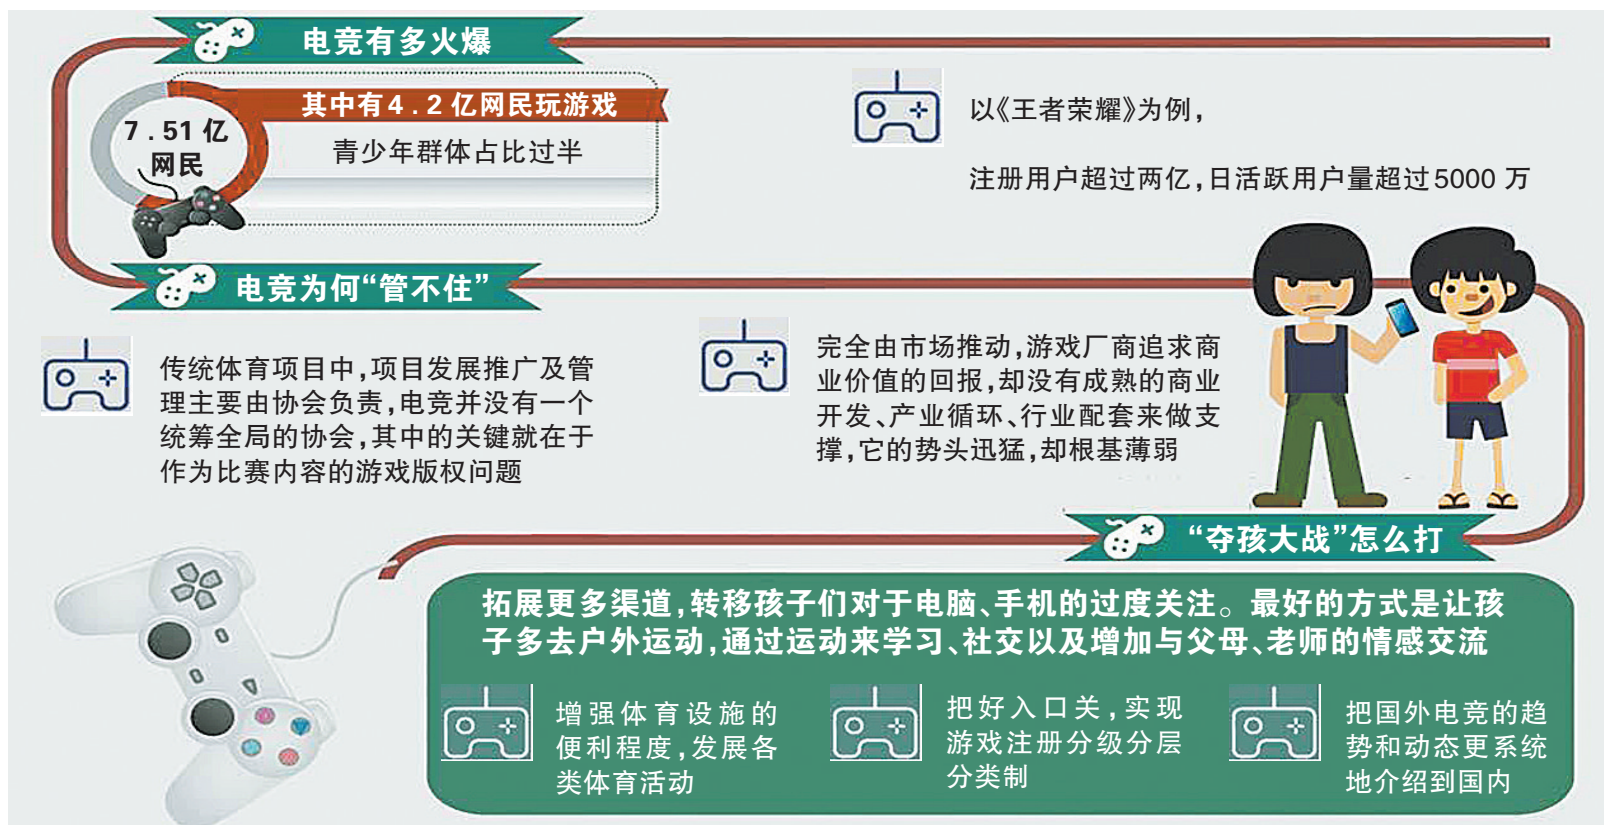 电竞有多火爆
7.51亿
网民
其中有4.2亿网民玩游戏
青少年群体占比过半
以《王者荣耀》为例，
注册用户超过两亿，日活跃用户量超过5000 万
电竞为何“管不住”
传统体育项目中，项目发展推广及管
理主要由协会负责，电竞并没有一个
统筹全局的协会，其中的关键就在于
作为比赛内容的游戏版权问题
完全由市场推动，游戏厂商追求商
业价值的回报，却没有成熟的商业
开发、产业循环、行业配套来做支
撑，它的势头迅猛，却根基薄弱
“夺孩大战”怎么打
拓展更多渠道，转移孩子们对于电脑、手机的过度关注。最好的方式是让孩
子多去户外运动，通过运动来学习、社交以及增加与父母、老师的情感交流
增强体育设施的
便利程度，发展各
类体育活动
把好入口关，实现
游戏注册分级分层
分类制
把国外电竞的趋
势和动态更系统
地介绍到国内